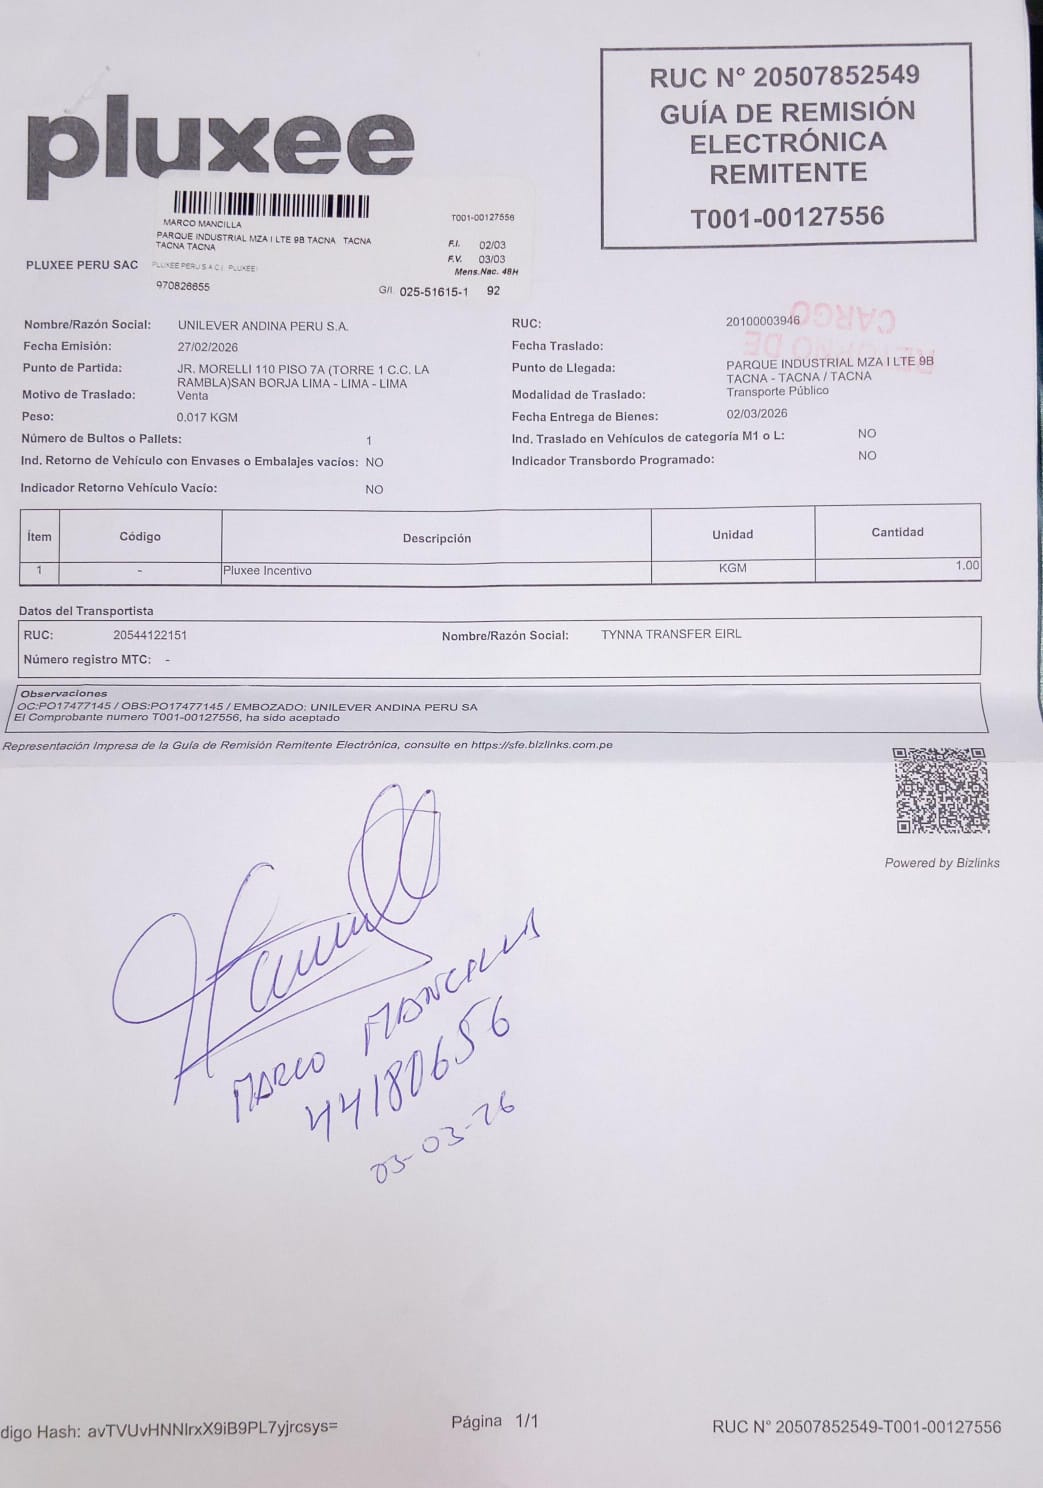 pluxee
RUC N° 20507852549
GUÍA DE REMISIÓN
ELECTRÓNICA
REMITENTE
T001-00127556
MARCO MANCILLA
PARQUE INDUSTRIAL MZA I LTE 9B TACNA TACNA
TACNA TACNA
PLUXEE PERU S A C ( PLUXEE)
970826655
T001-00127556
F.I. 02/03
F.V. 03/03
Mens.Nac. 48H
G/I 025-51615-1 92
PLUXEE PERU SAC
RETORNO DE
CARGO
Nombre/Razón Social: UNILEVER ANDINA PERU S.A.
RUC: 20100003946
Fecha Emisión: 27/02/2026
Fecha Traslado:
Punto de Partida: JR. MORELLI 110 PISO 7A (TORRE 1 C.C. LA
RAMBLA)SAN BORJA LIMA - LIMA - LIMA
Punto de Llegada: PARQUE INDUSTRIAL MZA I LTE 9B
TACNA - TACNA / TACNA
Motivo de Traslado: Venta
Modalidad de Traslado: Transporte Público
Peso: 0.017 KGM
Fecha Entrega de Bienes: 02/03/2026
Número de Bultos o Pallets: 1
Ind. Traslado en Vehículos de categoría M1 o L: NO
Ind. Retorno de Vehículo con Envases o Embalajes vacíos: NO
Indicador Transbordo Programado: NO
Indicador Retorno Vehículo Vacío: NO
Ítem Código Descripción Unidad Cantidad
1 - Pluxee Incentivo KGM 1.00
Datos del Transportista
RUC: 20544122151 Nombre/Razón Social: TYNNA TRANSFER EIRL
Número registro MTC: -
Observaciones
OC:PO17477145 / OBS:PO17477145 / EMBOZADO: UNILEVER ANDINA PERU SA
El Comprobante numero T001-00127556, ha sido aceptado
Representación Impresa de la Guía de Remisión Remitente Electrónica, consulte en https://sfe.bizlinks.com.pe
Powered by Bizlinks
MARCO MANCILLA
44180656
03-03-26
digo Hash: avTVUvHNNIrxX9iB9PL7yjrcsys=
Página 1/1
RUC N° 20507852549-T001-00127556